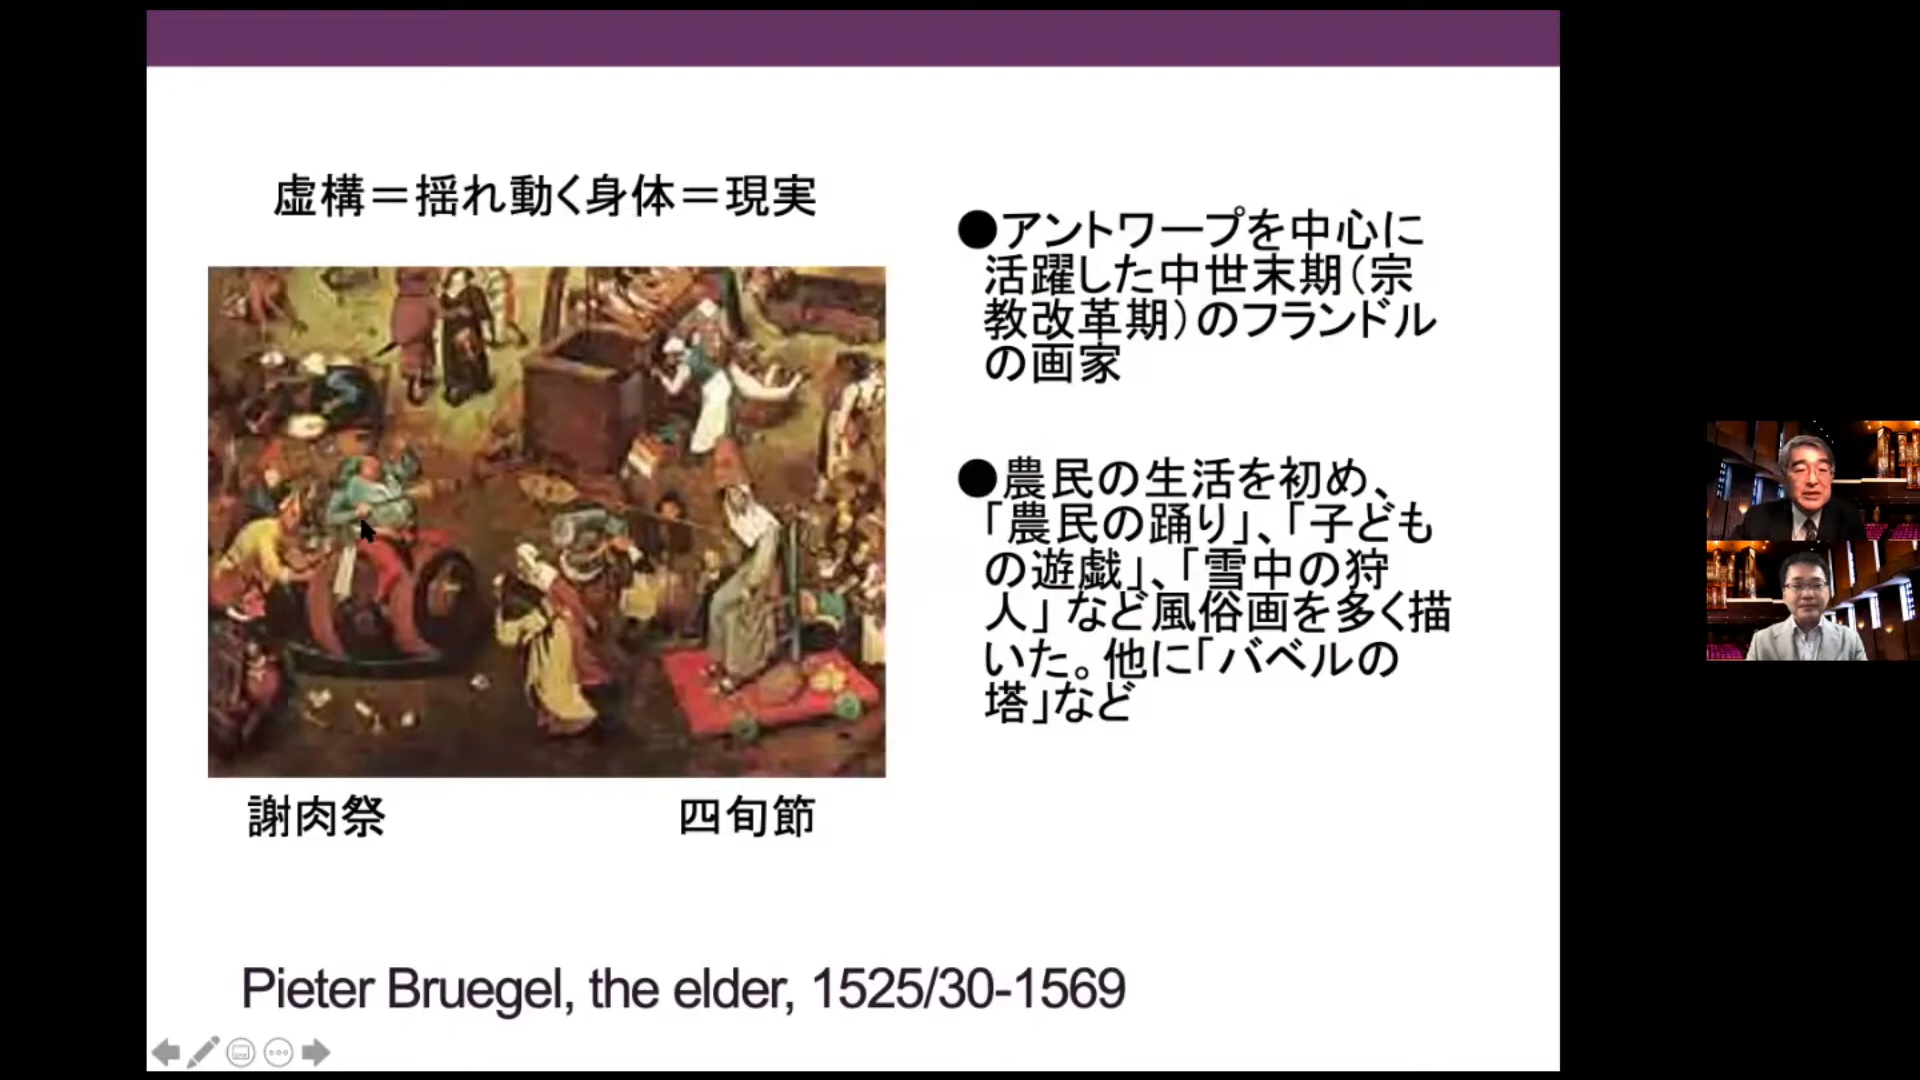 虚構＝揺れ動く身体＝現実
●アントワープを中心に
活躍した中世末期（宗
教改革期）のフランドル
の画家
●農民の生活を初め、
「農民の踊り」、「子ども
の遊戯」、「雪中の狩
人」など風俗画を多く描
いた。他に「バベルの
塔」など
謝肉祭
四旬節
Pieter Bruegel, the elder, 1525/30-1569